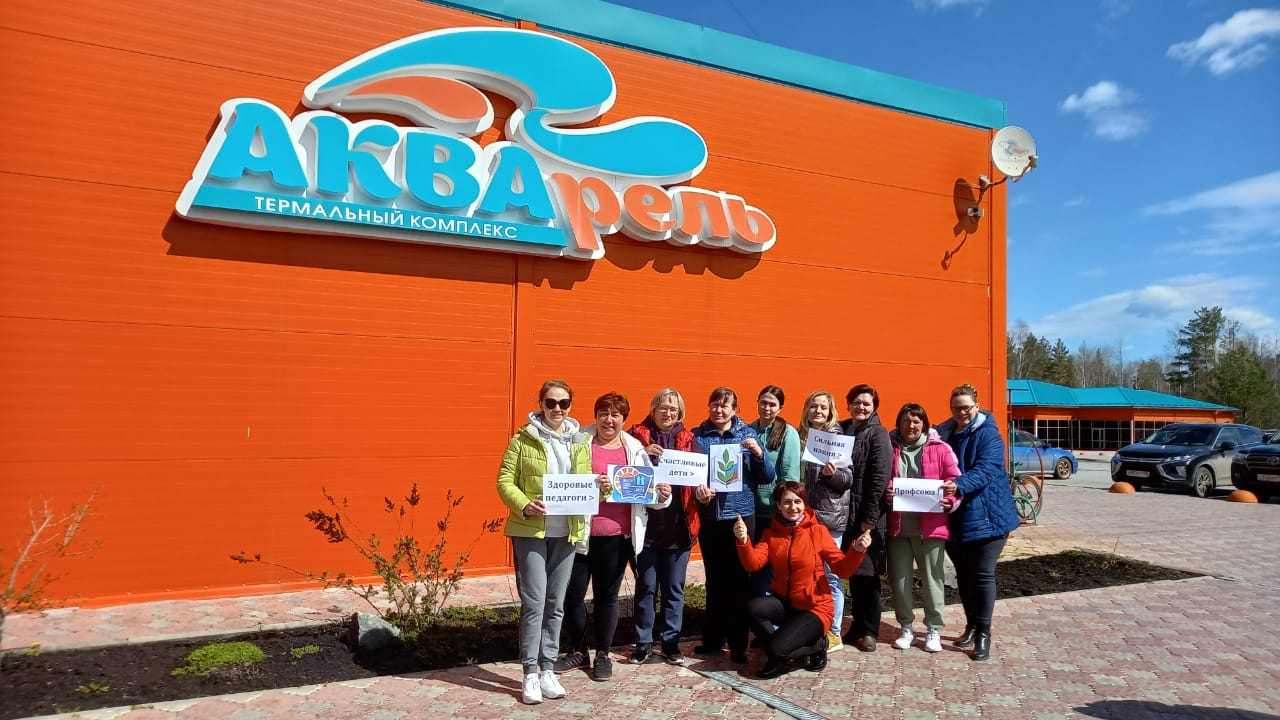 АКВАрель
ТЕРМАЛЬНЫЙ КОМПЛЕКС
Здоровые
педагоги >
Счастливые
дети >
Сильная
нация >
Профсоюз